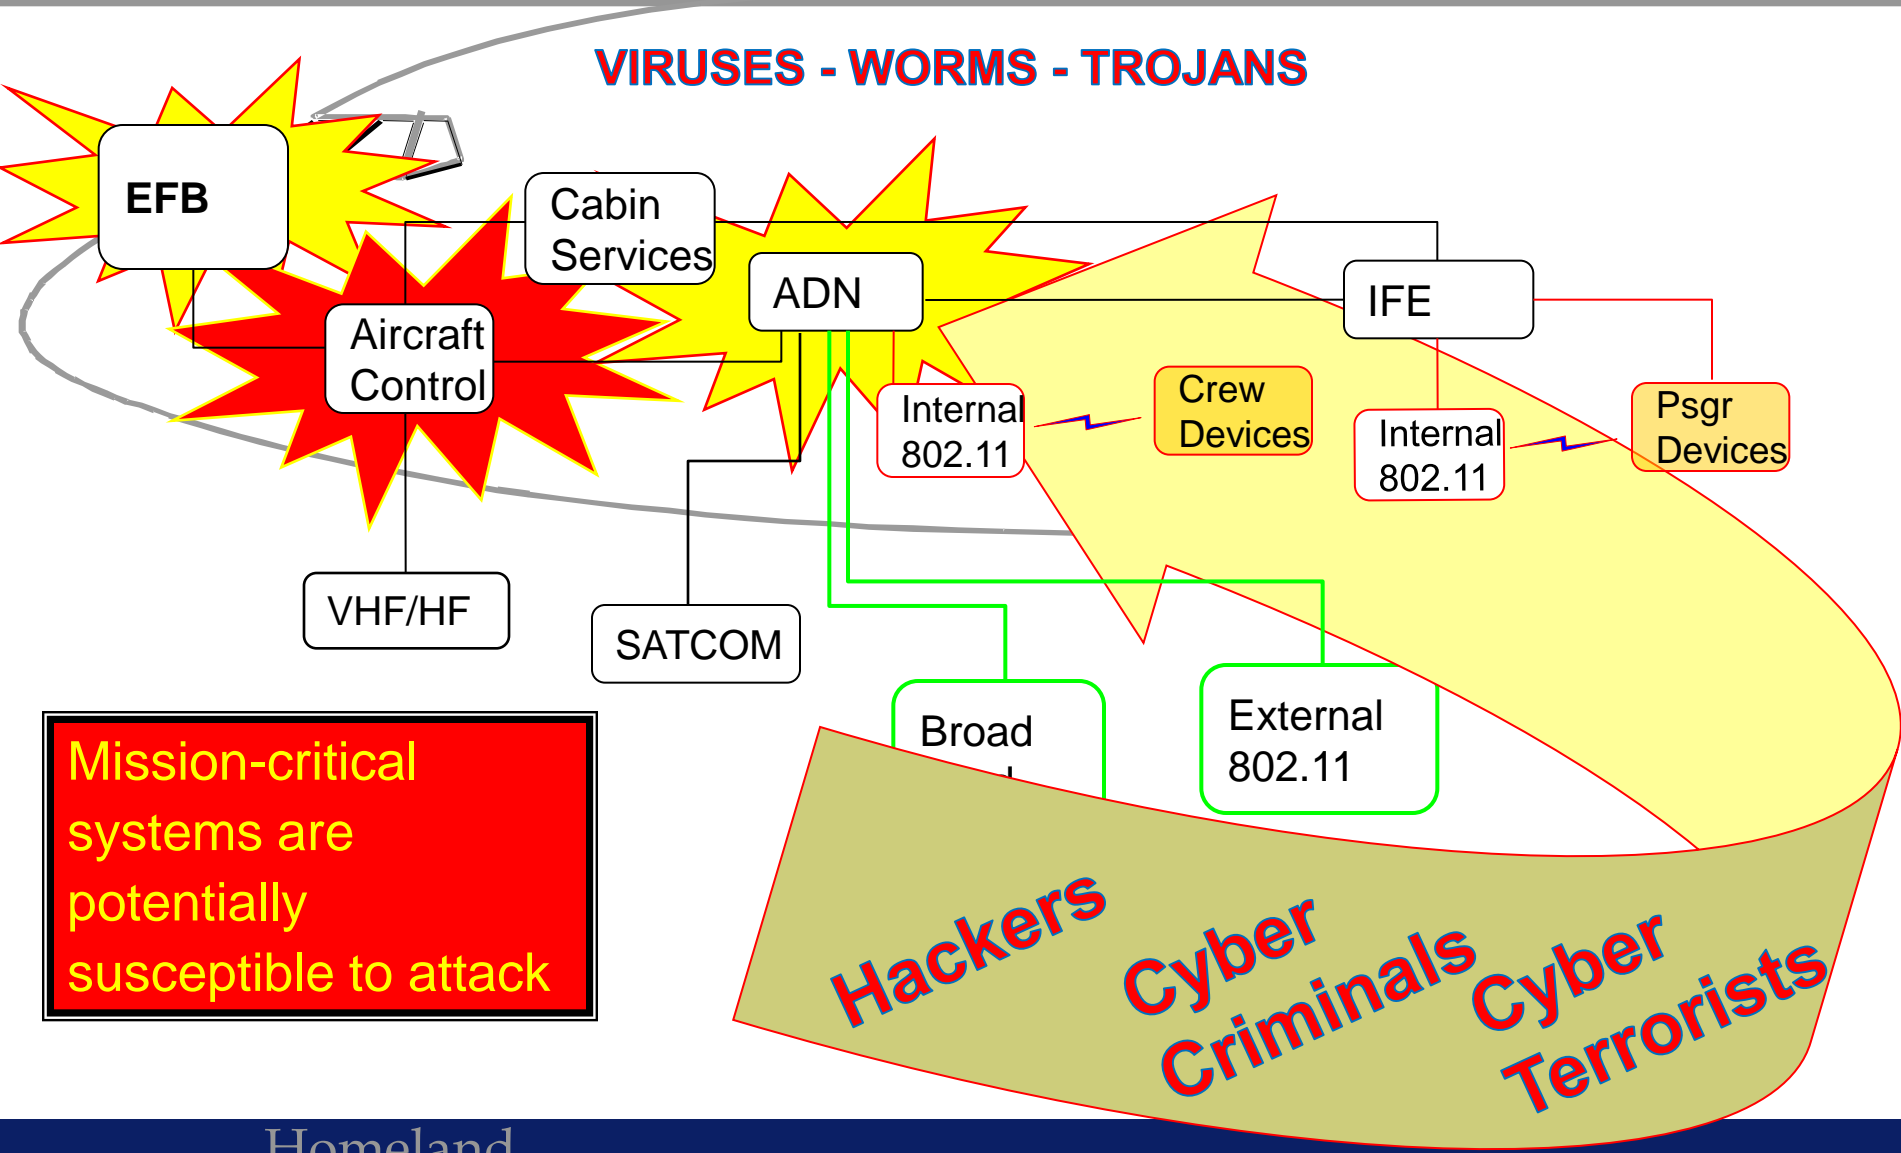 VIRUSES - WORMS - TROJANS
EFB
Cabin
Services
ADN
IFE
Aircraft
Control
Internal
802.11
Crew
Devices
Internal
802.11
Psgr
Devices
VHF/HF
SATCOM
Broad
External
802.11
Mission-critical
systems are
potentially
susceptible to attack
Hackers
Cyber
Criminals
Cyber
Terrorists
Homeland